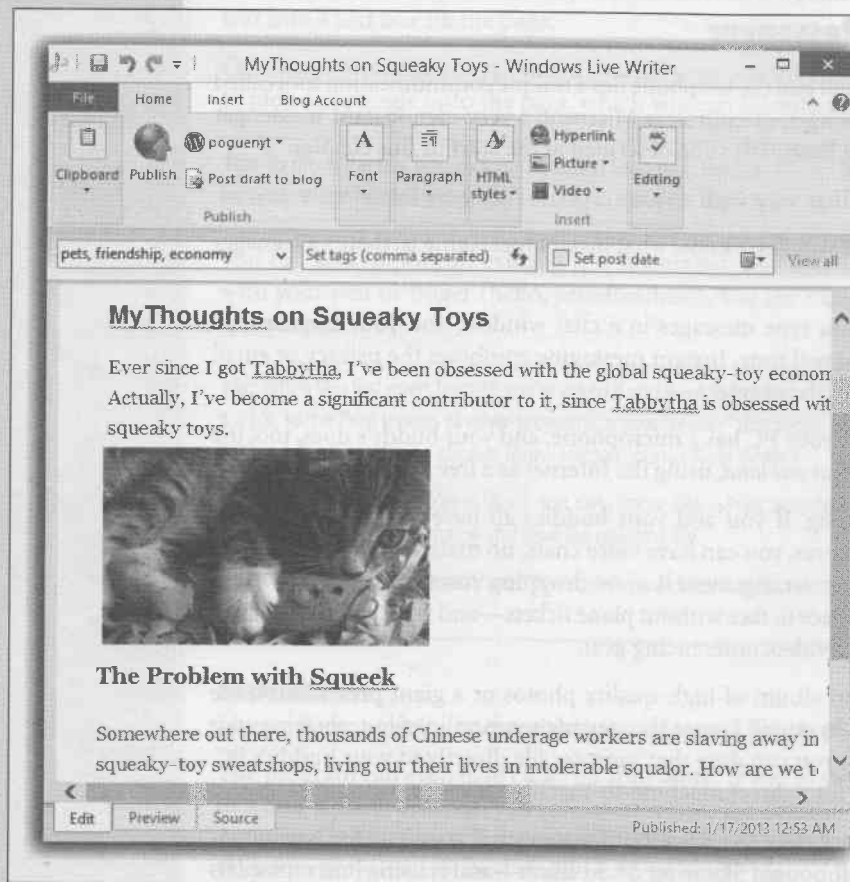 MyThoughts on Squeaky Toys - Windows Live Writer
File Home Insert Blog Account
Clipboard
Publish
poguenyt
Post draft to blog
Publish
Font
Paragraph
HTML styles
Hyperlink
Picture
Video
Insert
Editing
pets, friendship, economy
Set tags (comma separated)
Set post date
View all
MyThoughts on Squeaky Toys
Ever since I got Tabbytha, I've been obsessed with the global squeaky-toy econom
Actually, I've become a significant contributor to it, since Tabbytha is obsessed wit
squeaky toys.
The Problem with Squeek
Somewhere out there, thousands of Chinese underage workers are slaving away in
squeaky-toy sweatshops, living our their lives in intolerable squalor. How are we t
Edit Preview Source
Published: 1/17/2013 12:53 AM